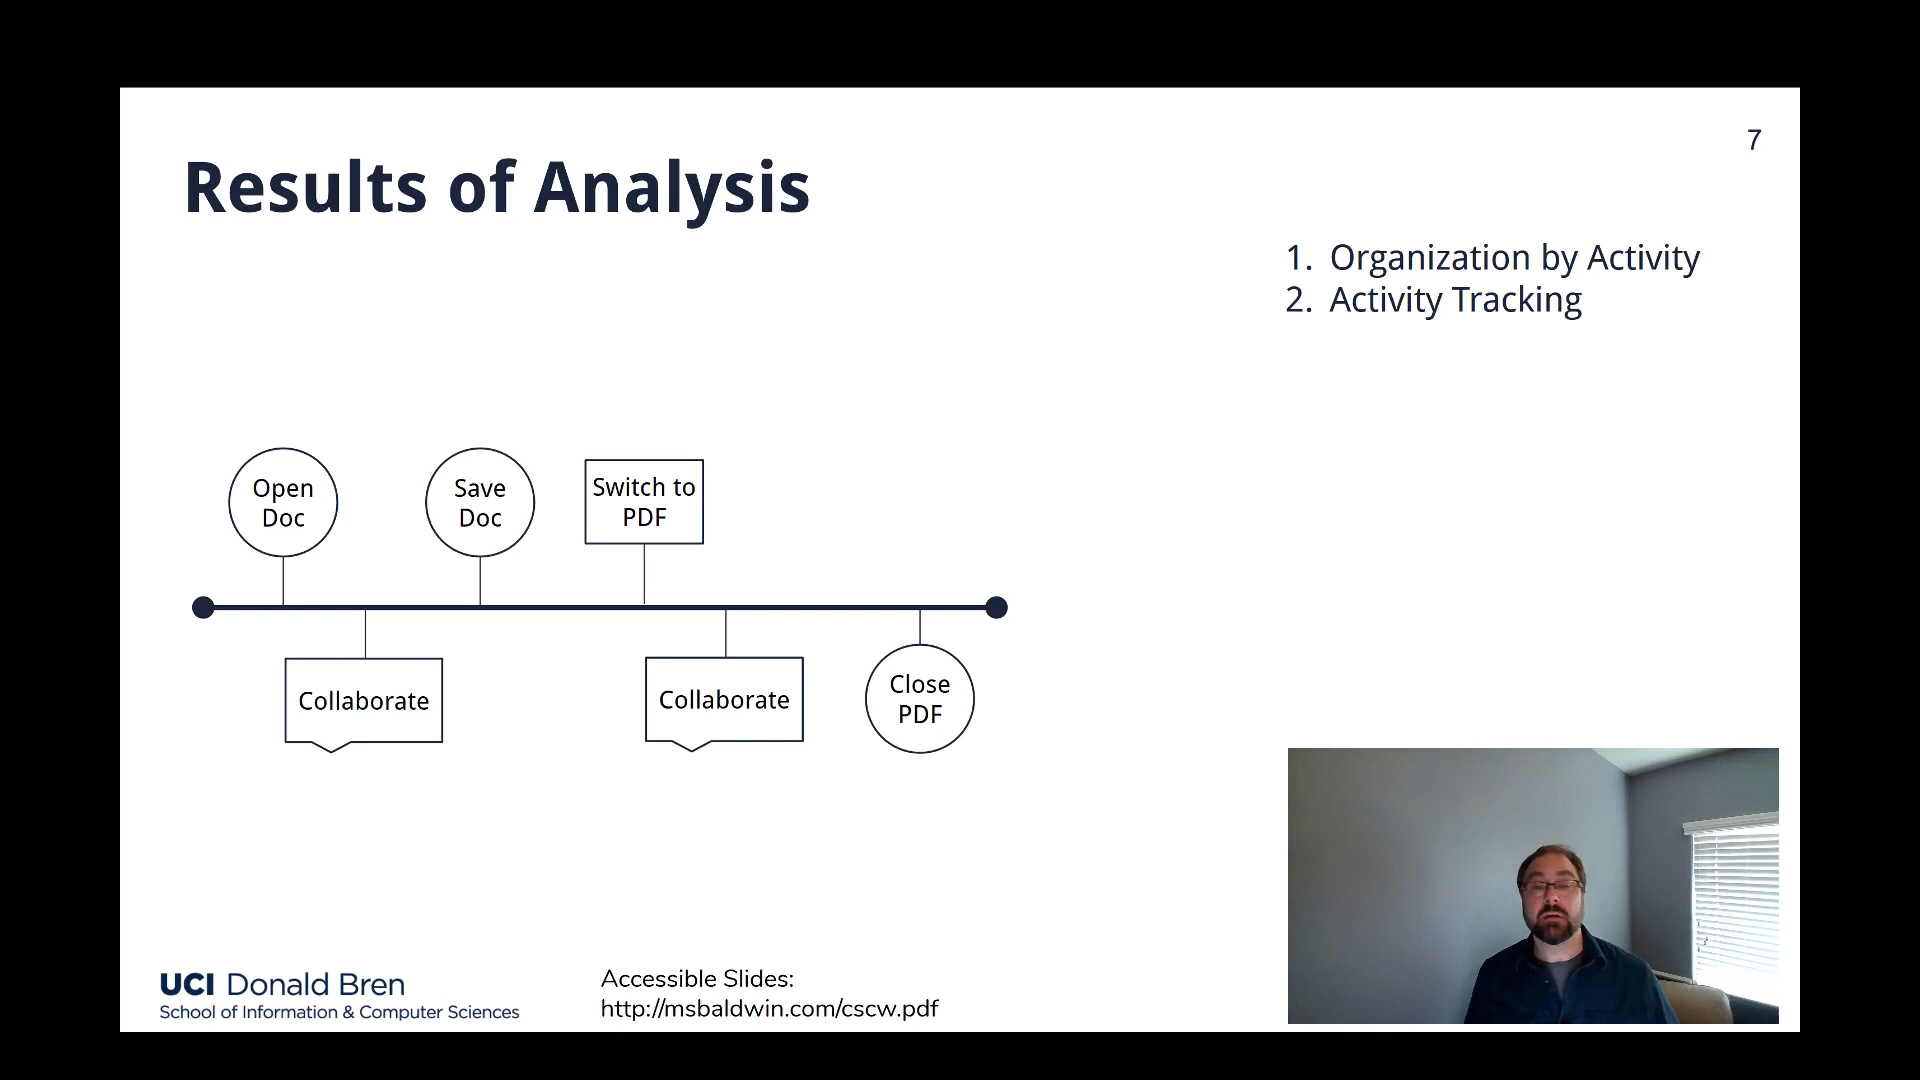 7
Results of Analysis
1. Organization by Activity
2. Activity Tracking
Open
Doc
Save
Doc
Switch to
PDF
Collaborate
Collaborate
Close
PDF
UCI Donald Bren
School of Information & Computer Sciences
Accessible Slides:
http://msbaldwin.com/cscw.pdf